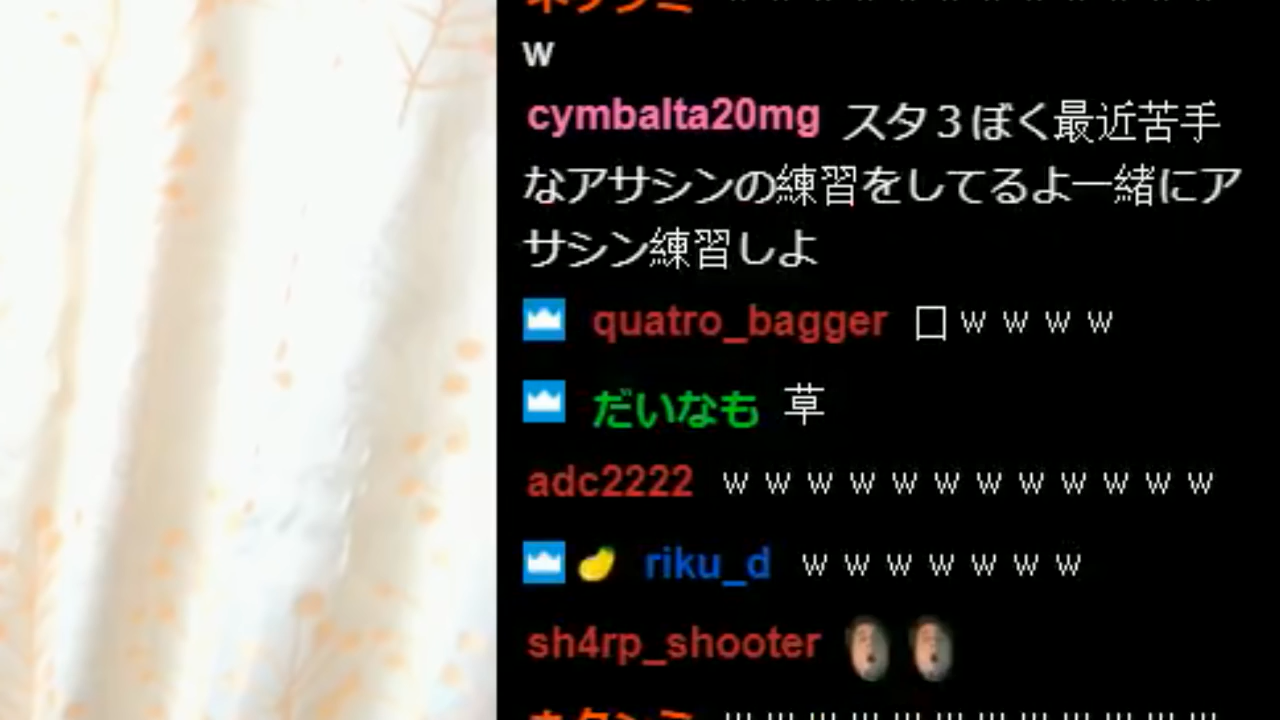 w
cymbalta20mg スタ３ぼく最近苦手
なアサシンの練習をしてるよ一緒にア
サシン練習しよ
quatro_bagger 口ｗｗｗｗ
だいなも 草
adc2222 ｗｗｗｗｗｗｗｗｗｗｗｗ
riku_d ｗｗｗｗｗｗｗ
sh4rp_shooter